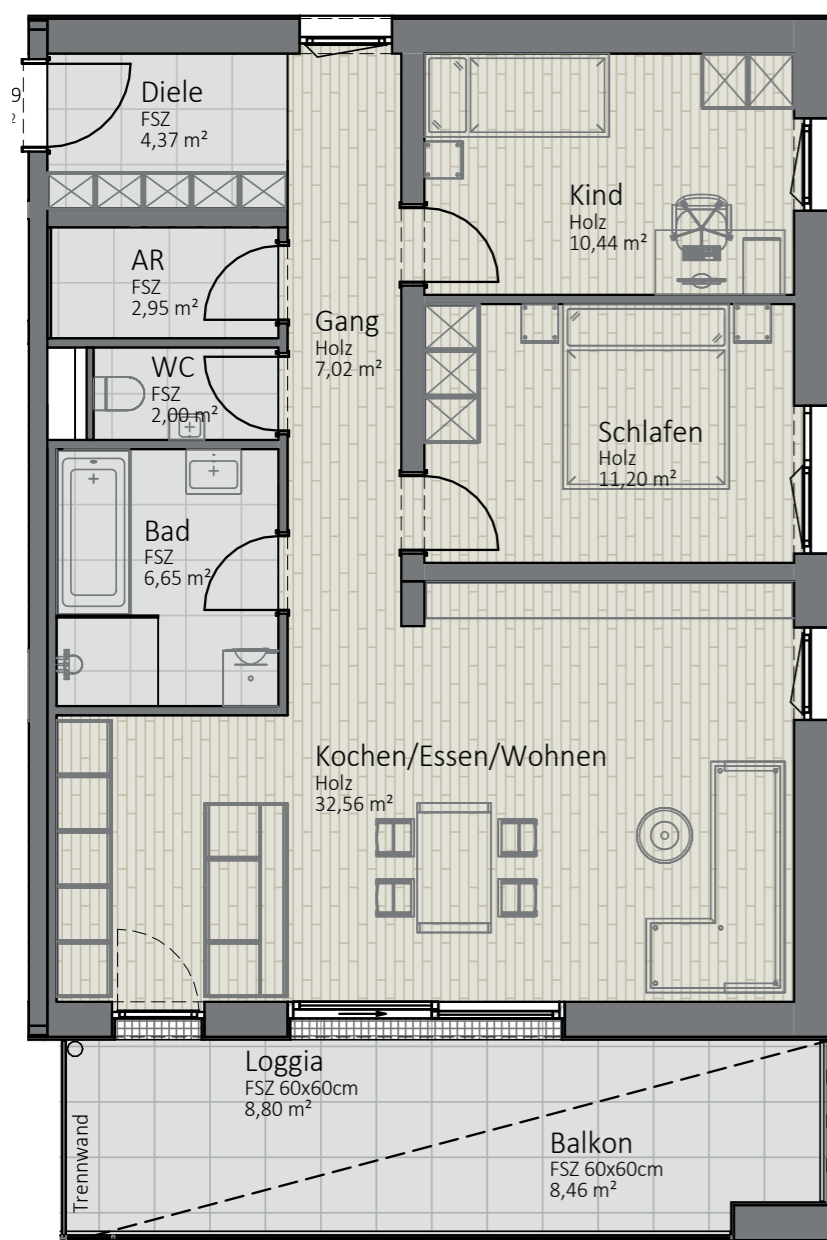 Diele
FSZ
4,37 m²
9
²
Kind
Holz
10,44 m²
AR
FSZ
2,95 m²
Gang
Holz
7,02 m²
WC
FSZ
2,00 m²
Schlafen
Holz
11,20 m²
Bad
FSZ
6,65 m²
Kochen/Essen/Wohnen
Holz
32,56 m²
Loggia
FSZ 60x60cm
8,80 m²
Trennwand
Balkon
FSZ 60x60cm
8,46 m²